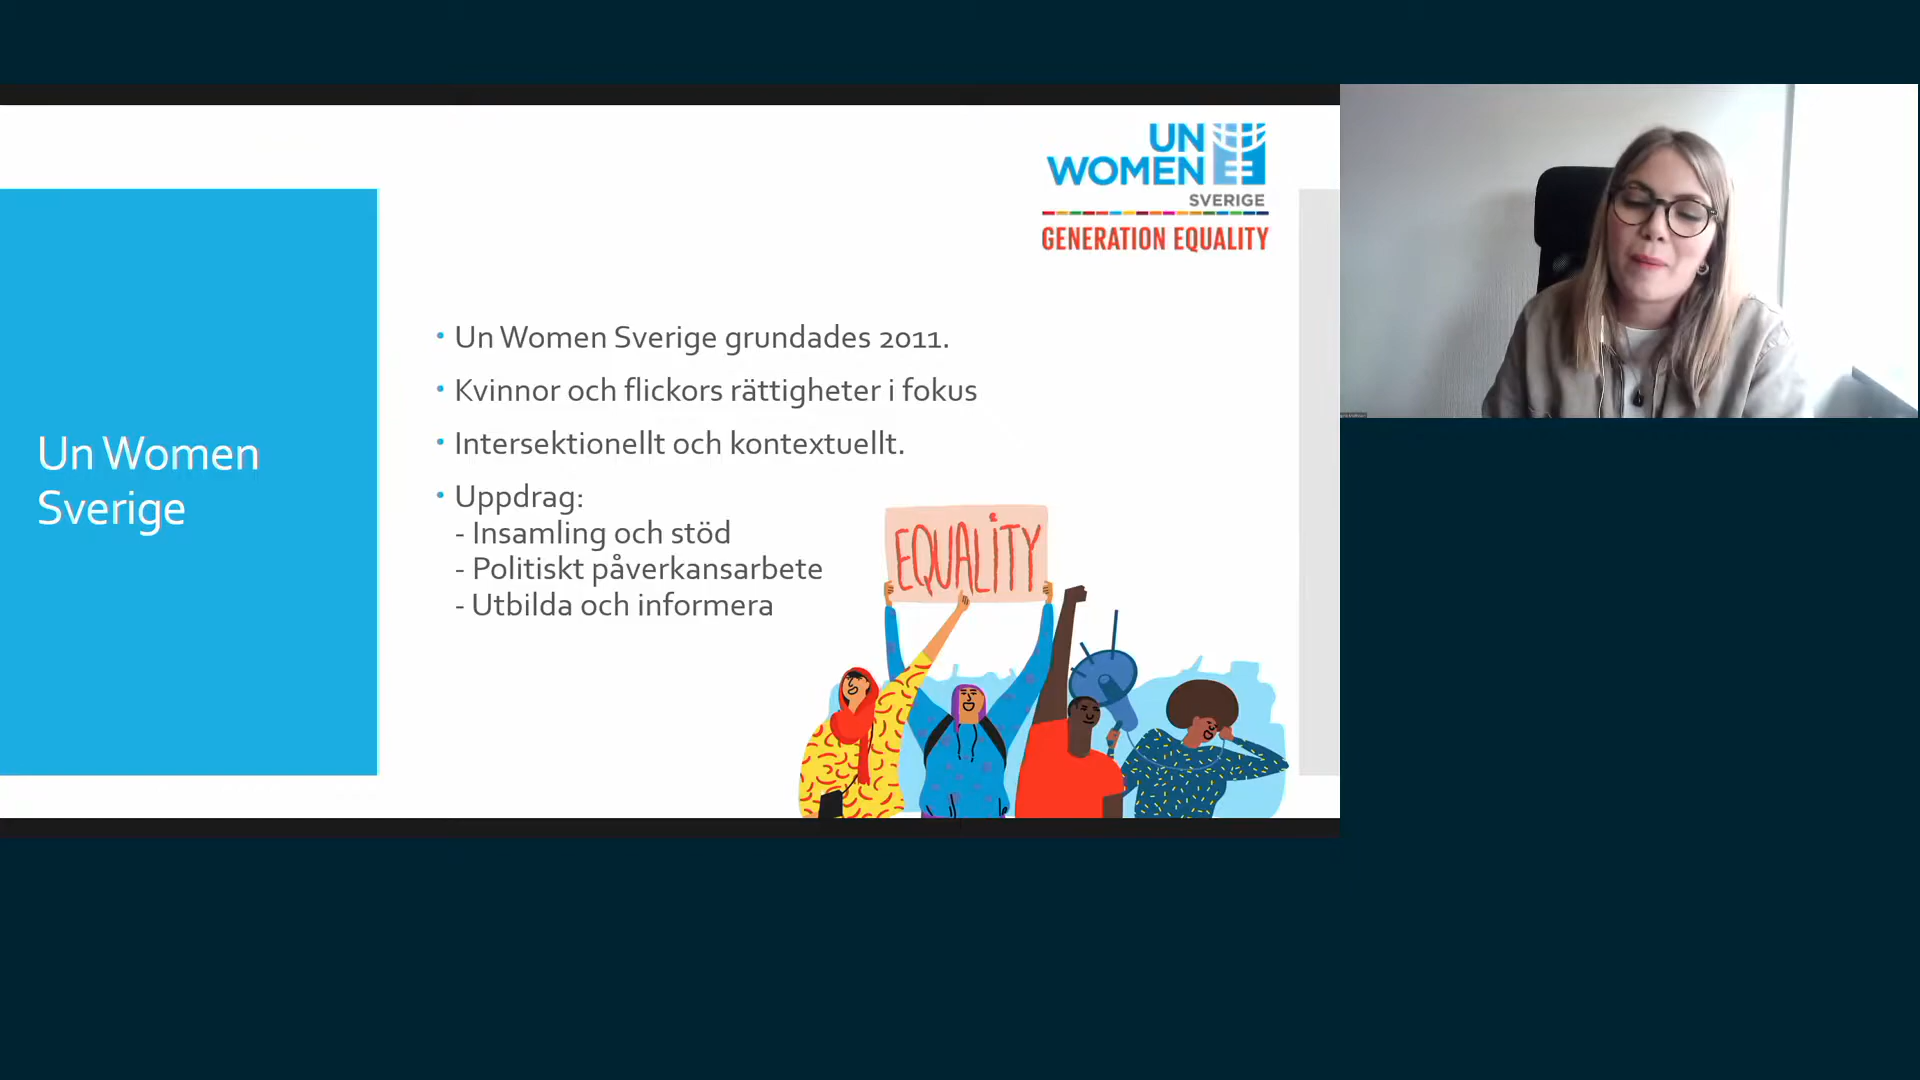 UN
WOMEN
SVERIGE
GENERATION EQUALITY
Un Women
Sverige
• Un Women Sverige grundades 2011.
• Kvinnor och flickors rättigheter i fokus
• Intersektionellt och kontextuellt.
• Uppdrag:
- Insamling och stöd
- Politiskt påverkansarbete
- Utbilda och informera
EQUALITY